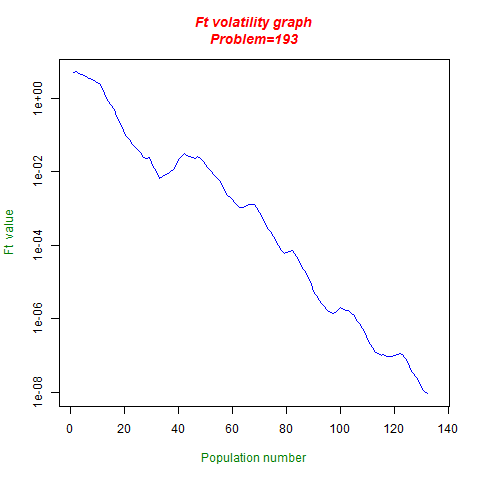 Ft volatility graph
Problem=193
1e+00
1e-02
1e-04
1e-06
1e-08
Ft value
0 20 40 60 80 100 120 140
Population number